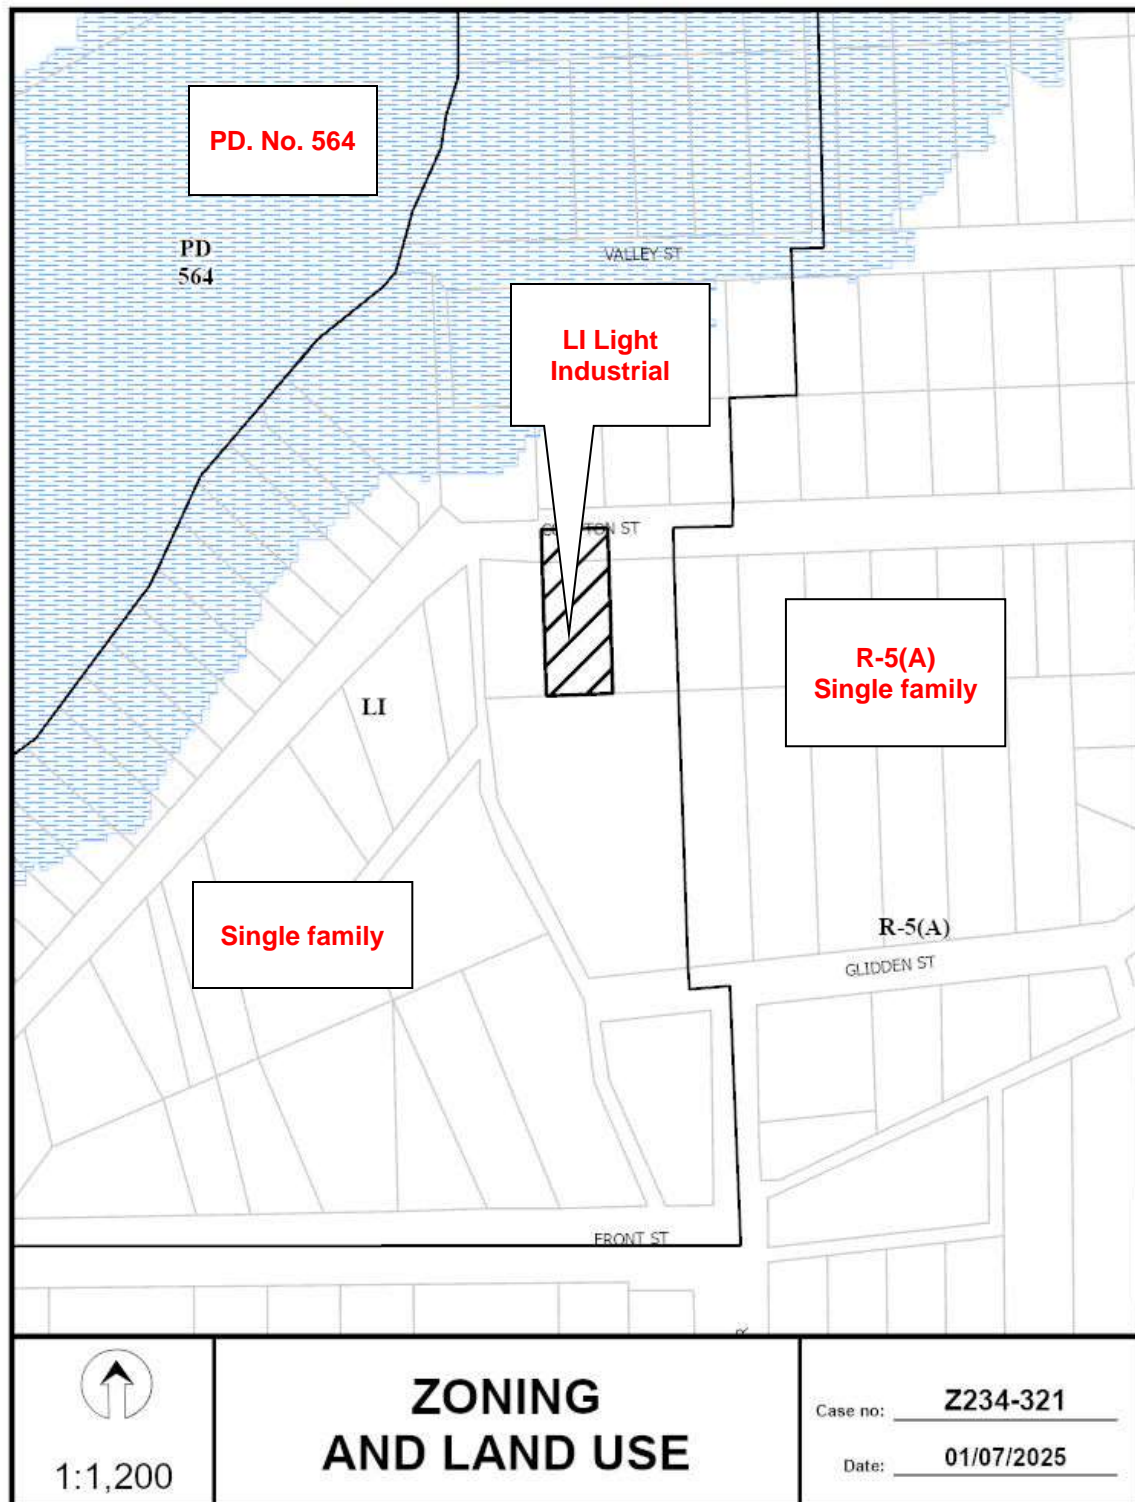 PD. No. 564
PD
564
VALLEY ST
LI Light
Industrial
ST
R-5(A)
Single family
LI
Single family
R-5(A)
GLIDDEN ST
FRONT ST
R
1:1,200
ZONING
AND LAND USE
Case no: Z234-321
Date: 01/07/2025